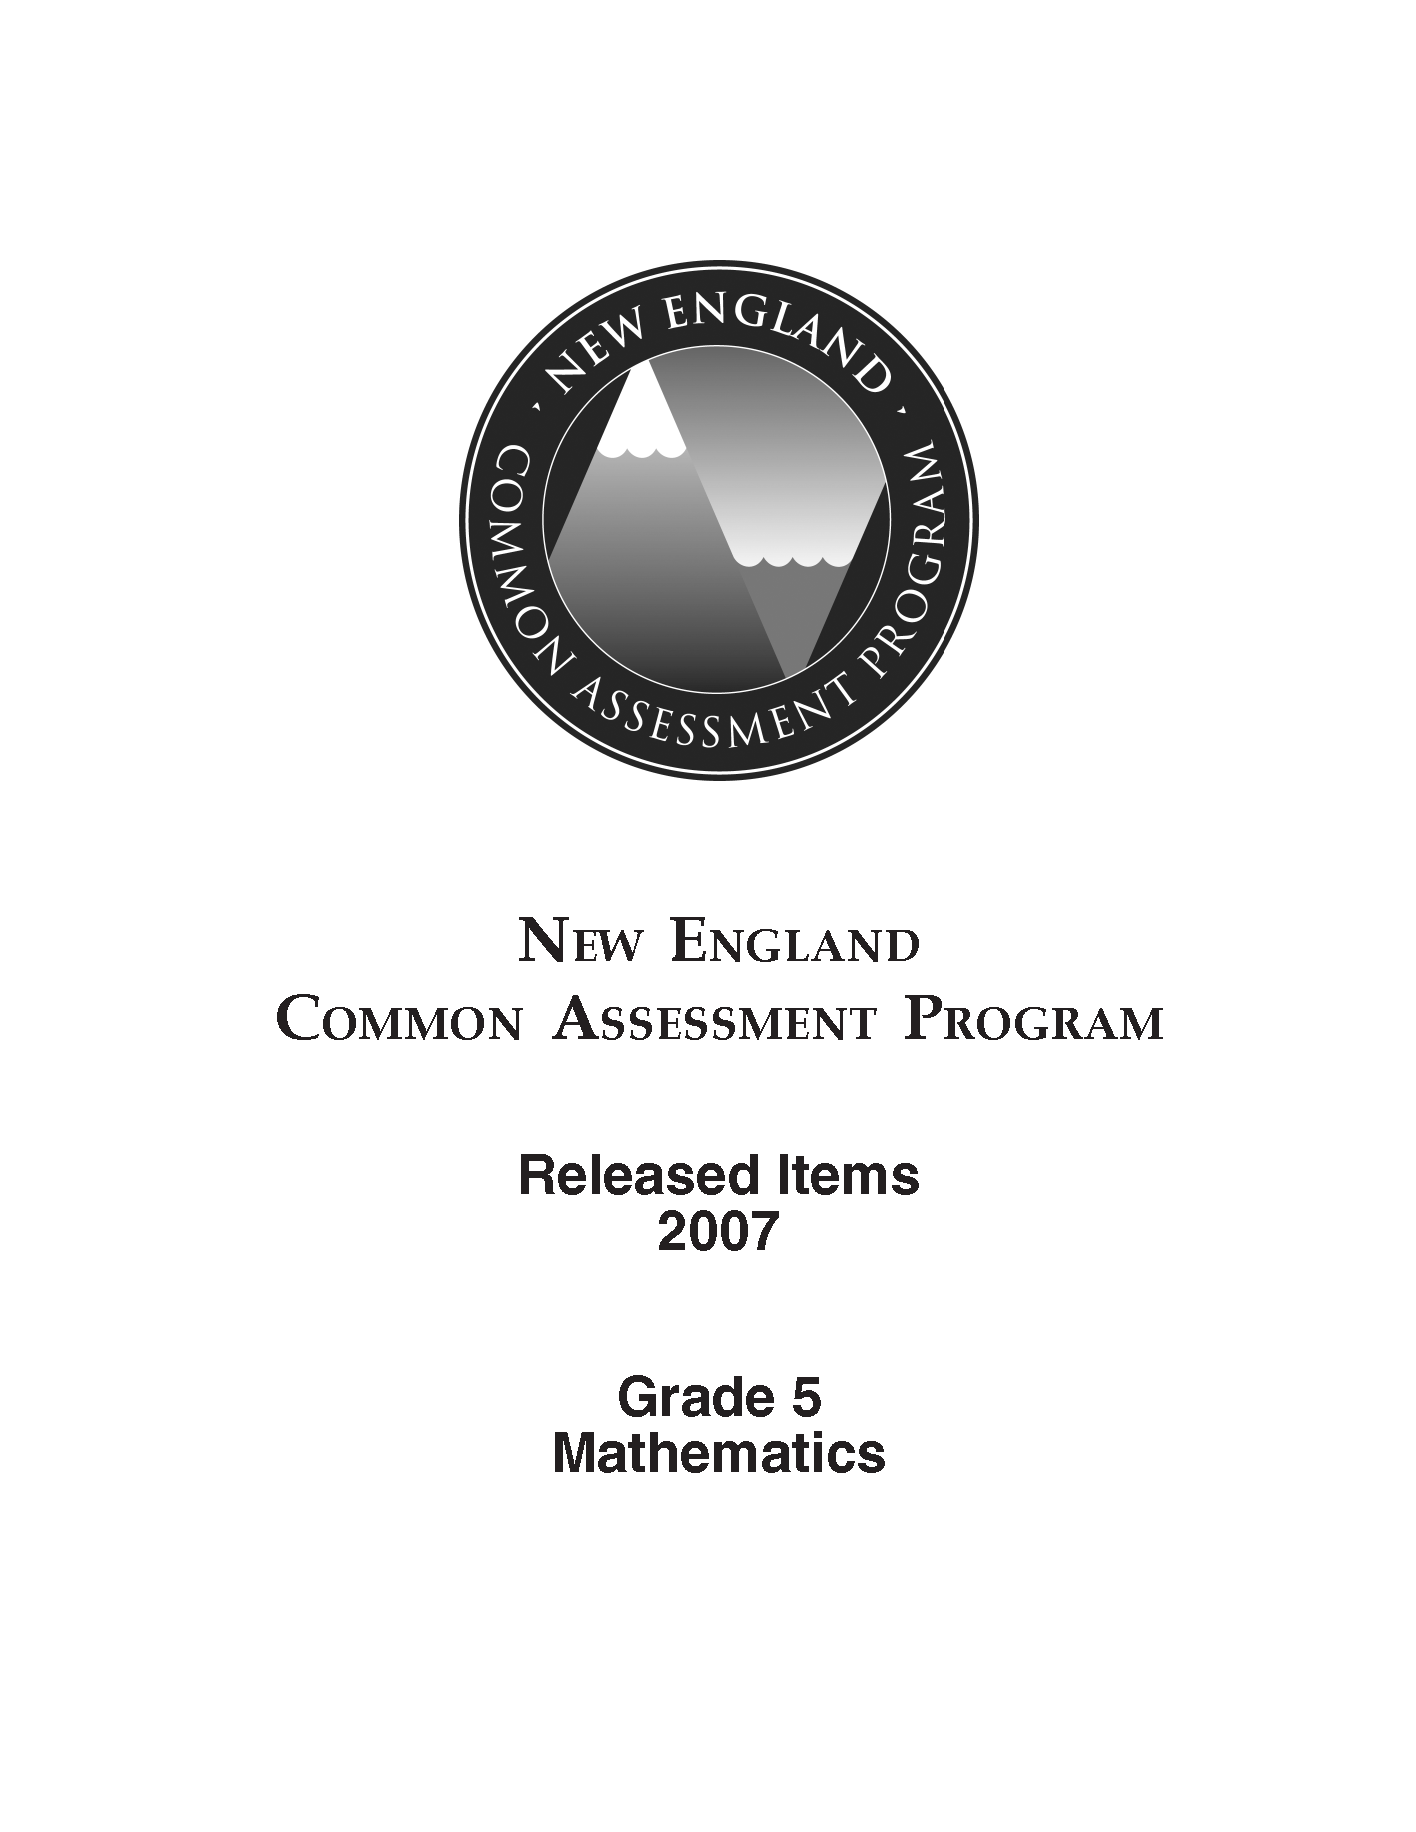 · NEW ENGLAND ·
COMMON ASSESSMENT PROGRAM
NEW ENGLAND
COMMON ASSESSMENT PROGRAM
Released Items
2007
Grade 5
Mathematics